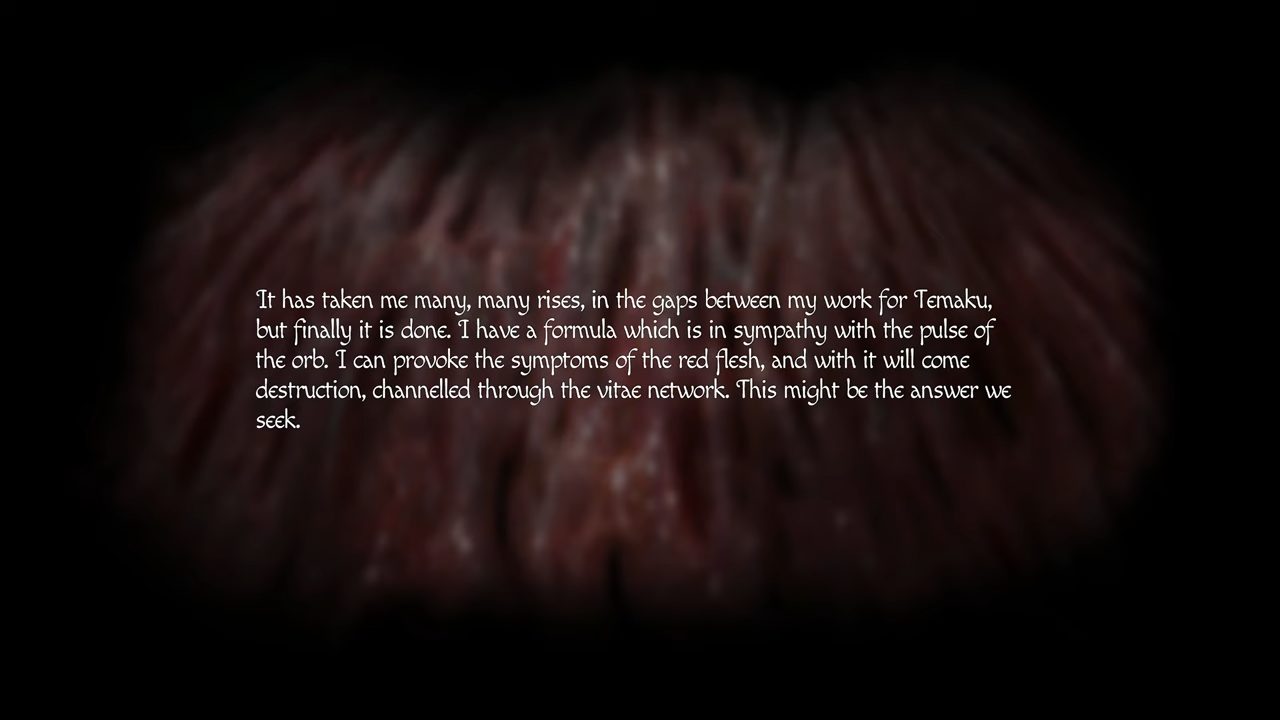 It has taken me many, many rises, in the gaps between my work for Temaku,
but finally it is done. I have a formula which is in sympathy with the pulse of
the orb. I can provoke the symptoms of the red flesh, and with it will come
destruction, channelled through the vitae network. This might be the answer we
seek.